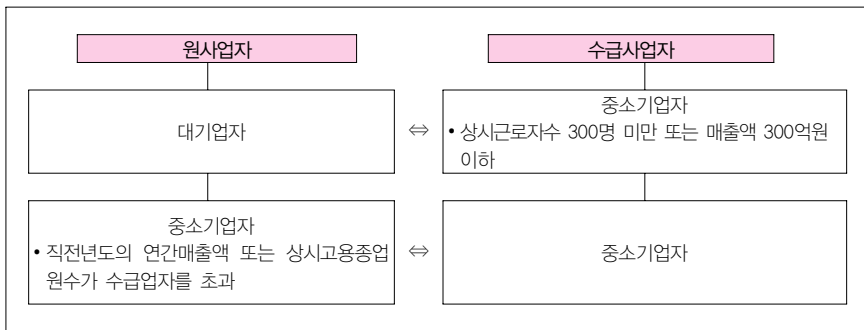 원사업자
수급사업자
대기업자
⇔
중소기업자
• 상시근로자수 300명 미만 또는 매출액 300억원
이하
중소기업자
• 직전년도의 연간매출액 또는 상시고용종업
원수가 수급업자를 초과
⇔
중소기업자